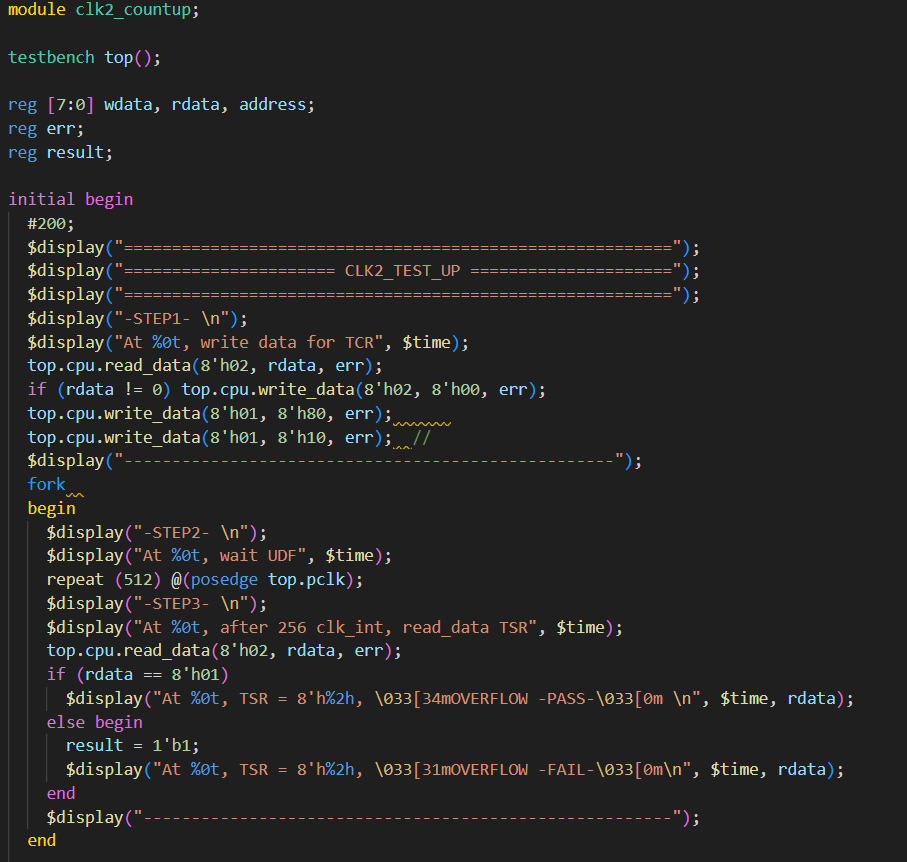 module clk2_countup;

testbench top();

reg [7:0] wdata, rdata, address;
reg err;
reg result;

initial begin
  #200;
  $display("=========================================================");
  $display("====================== CLK2_TEST_UP =====================");
  $display("=========================================================");
  $display("-STEP1- \n");
  $display("At %0t, write data for TCR", $time);
  top.cpu.read_data(8'h02, rdata, err);
  if (rdata != 0) top.cpu.write_data(8'h02, 8'h00, err);
  top.cpu.write_data(8'h01, 8'h80, err);
  top.cpu.write_data(8'h01, 8'h10, err);  //
  $display("---------------------------------------------------");
  fork
  begin
    $display("-STEP2- \n");
    $display("At %0t, wait UDF", $time);
    repeat (512) @(posedge top.pclk);
    $display("-STEP3- \n");
    $display("At %0t, after 256 clk_int, read_data TSR", $time);
    top.cpu.read_data(8'h02, rdata, err);
    if (rdata == 8'h01)
      $display("At %0t, TSR = 8'h%2h, \033[34mOVERFLOW -PASS-\033[0m \n", $time, rdata);
    else begin
      result = 1'b1;
      $display("At %0t, TSR = 8'h%2h, \033[31mOVERFLOW -FAIL-\033[0m\n", $time, rdata);
    end
    $display("-------------------------------------------------------");
  end